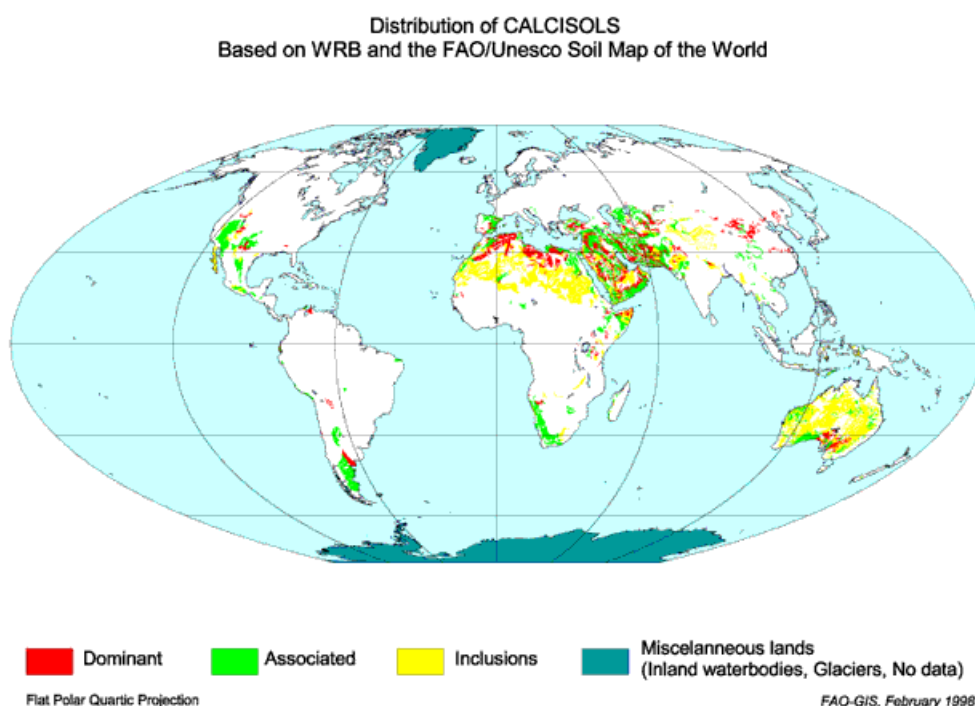 Distribution of CALCISOLS
Based on WRB and the FAO/Unesco Soil Map of the World
Dominant
Associated
Inclusions
Miscelanneous lands
(Inland waterbodies, Glaciers, No data)
Flat Polar Quartic Projection
FAO-GIS, February 1998